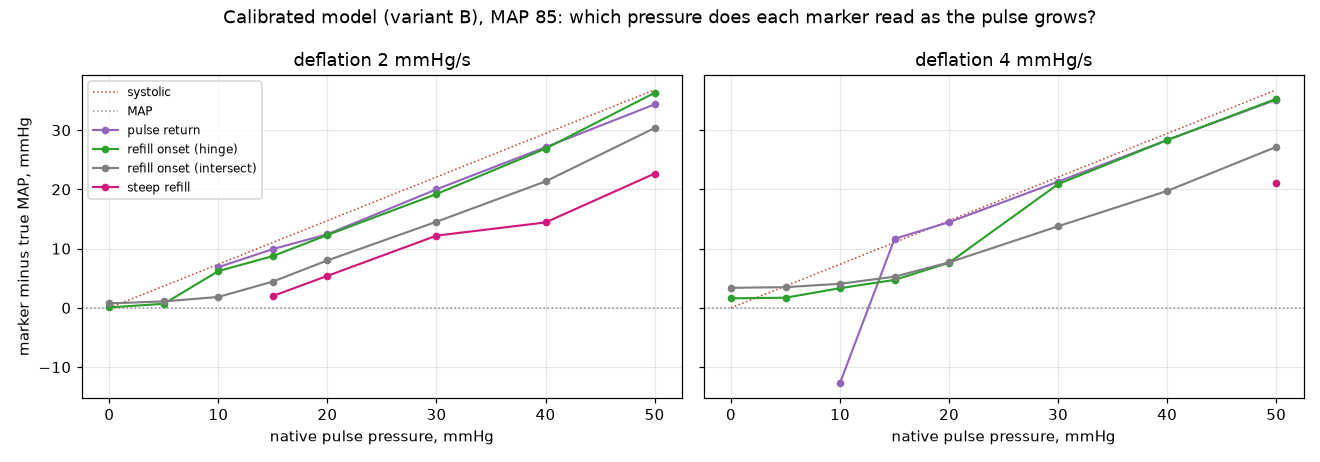 Calibrated model (variant B), MAP 85: which pressure does each marker read as the pulse grows?
deflation 2 mmHg/s
deflation 4 mmHg/s
systolic
MAP
pulse return
refill onset (hinge)
refill onset (intersect)
steep refill
marker minus true MAP, mmHg
30
20
10
0
−10
0 10 20 30 40 50
0 10 20 30 40 50
native pulse pressure, mmHg
native pulse pressure, mmHg